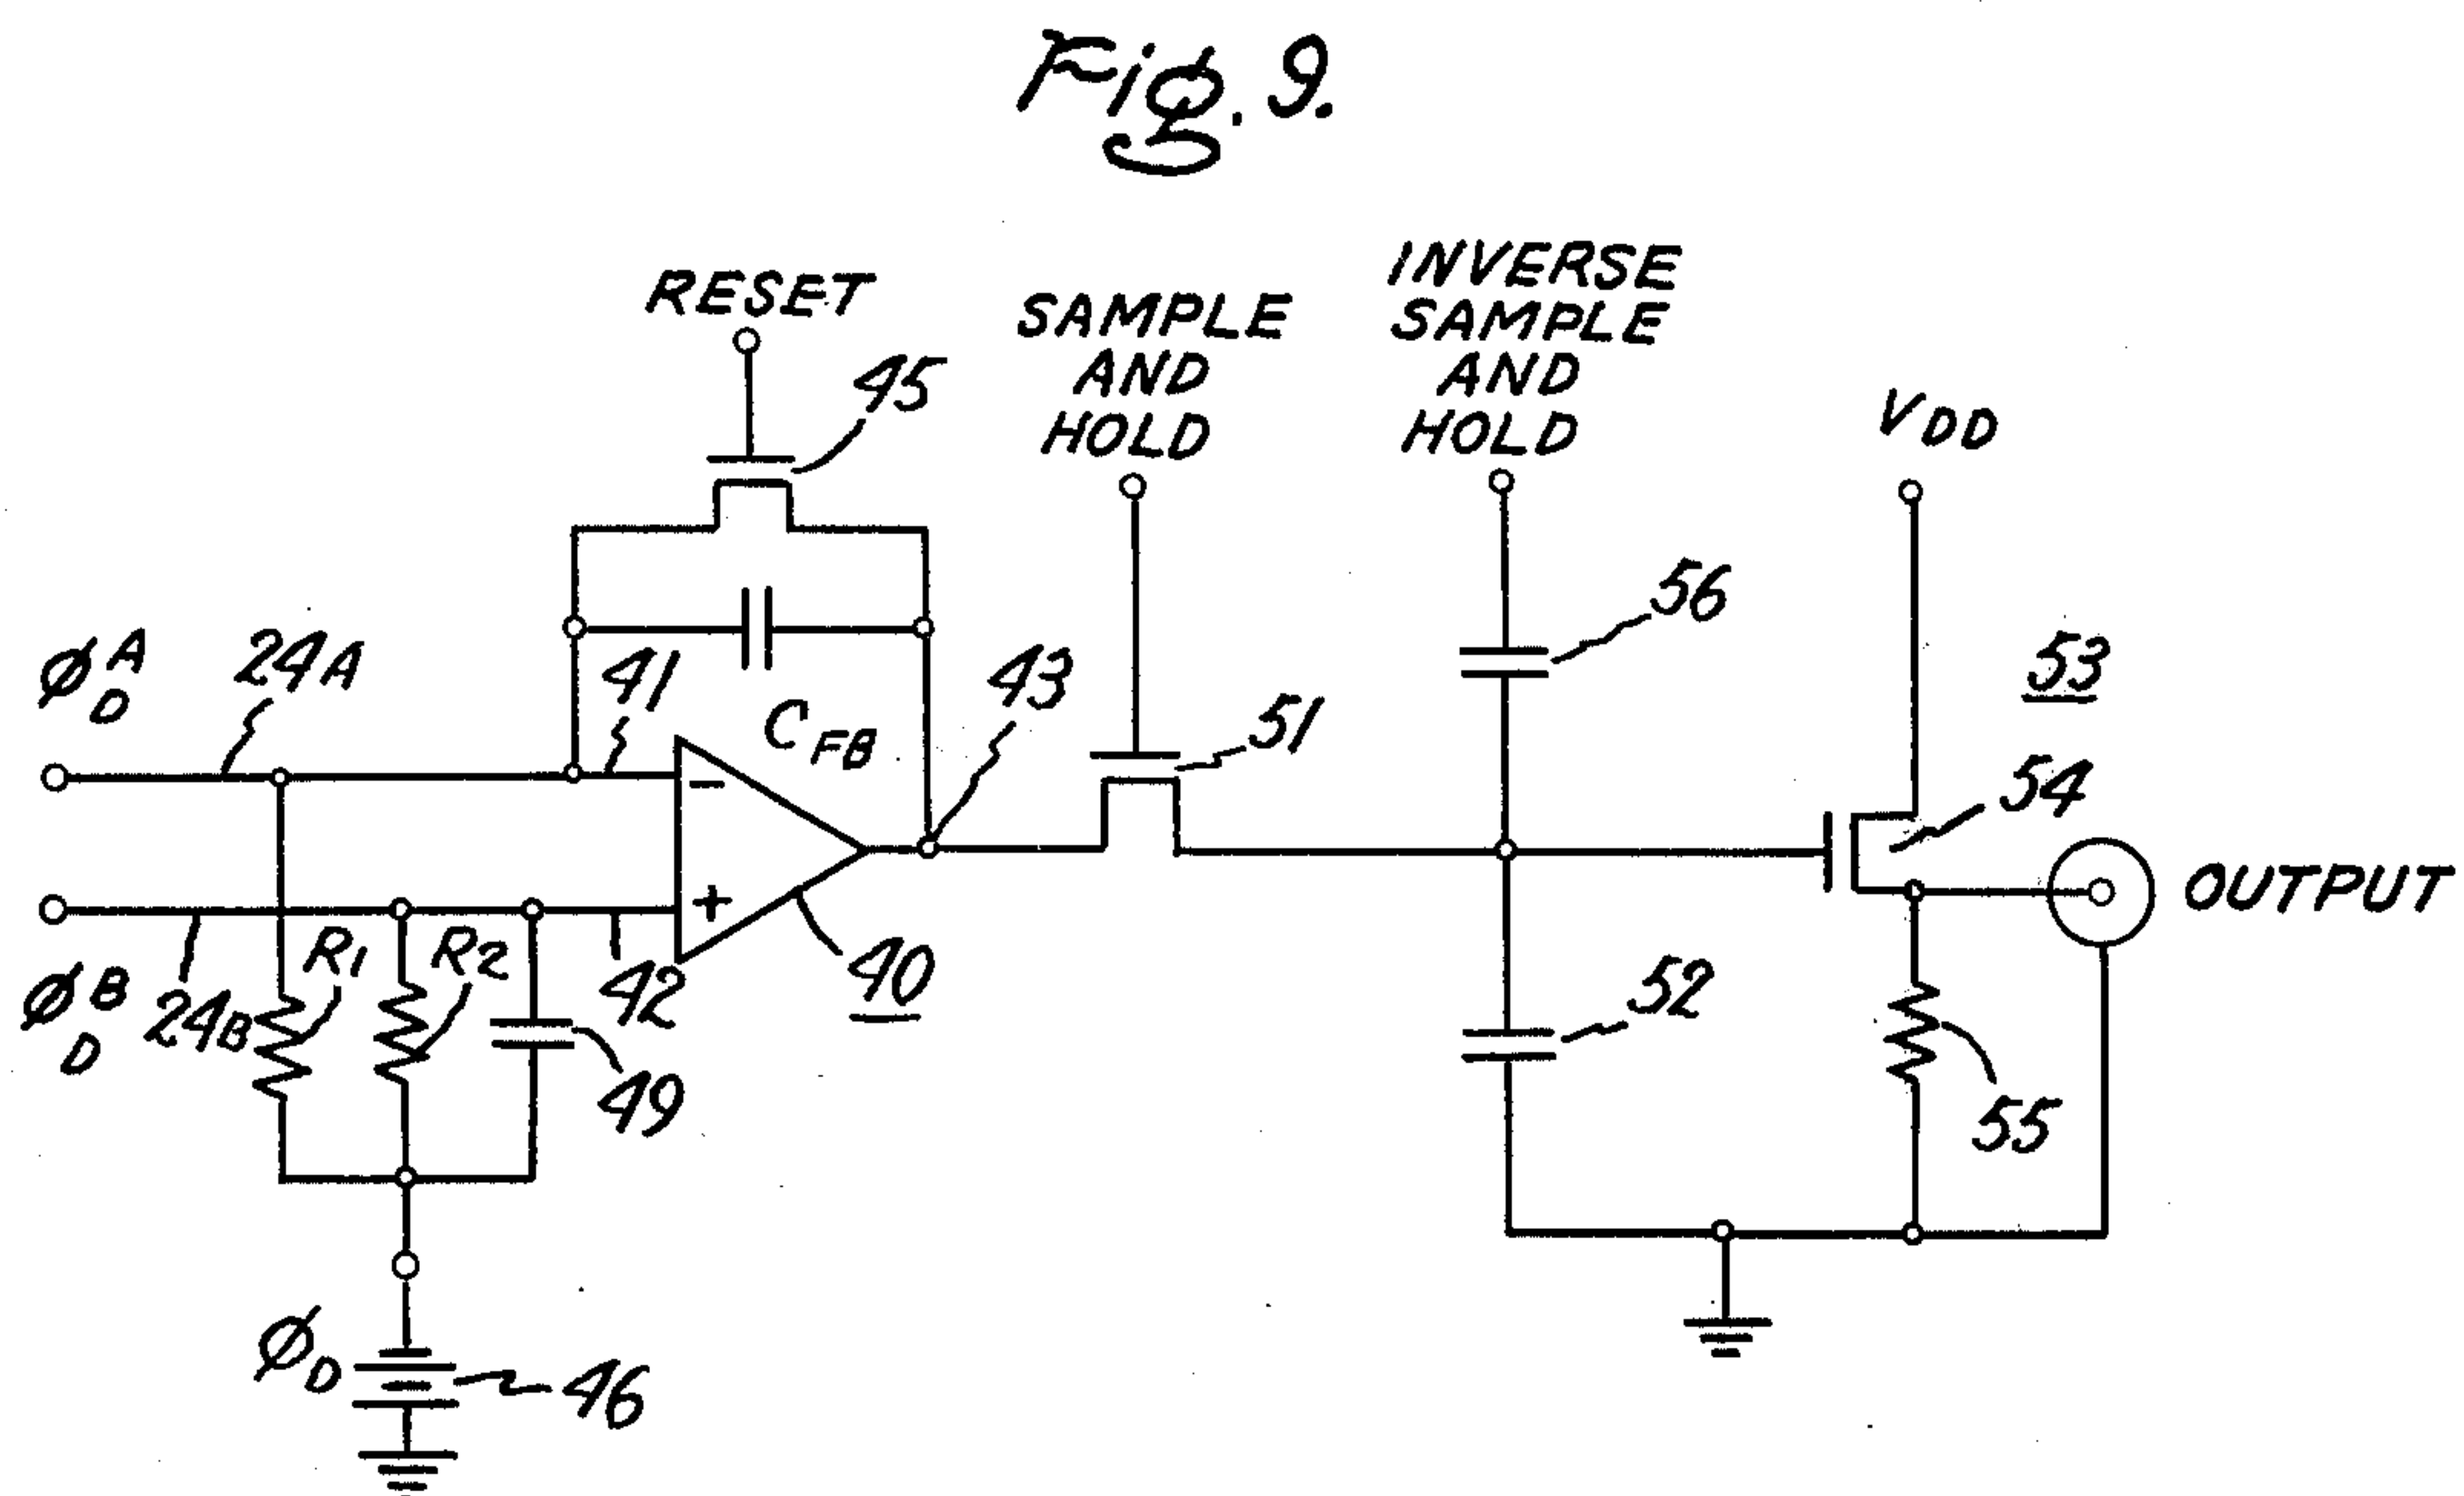 Fig. 9.
RESET
SAMPLE
AND
HOLD
INVERSE
SAMPLE
AND
HOLD
VDD
45
56
53
ϕDA
24A
41
CFB
43
51
54
OUTPUT
ϕDB
24B
R1
R2
42
40
49
52
55
ϕD
46